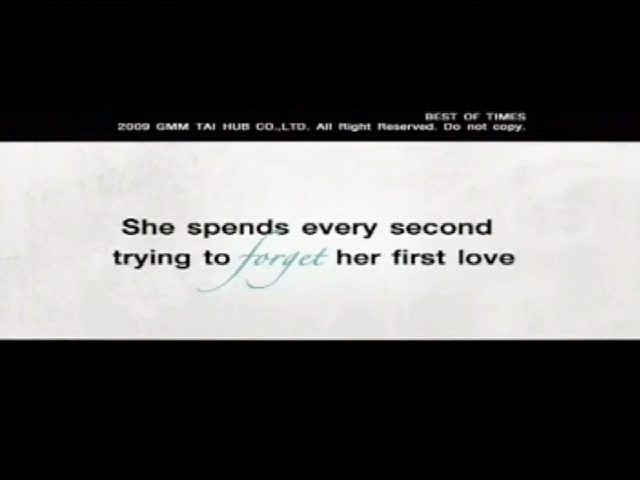 BEST OF TIMES
2009 GMM TAI HUB CO.,LTD. All Right Reserved. Do not copy.
She spends every second
trying to forget her first love